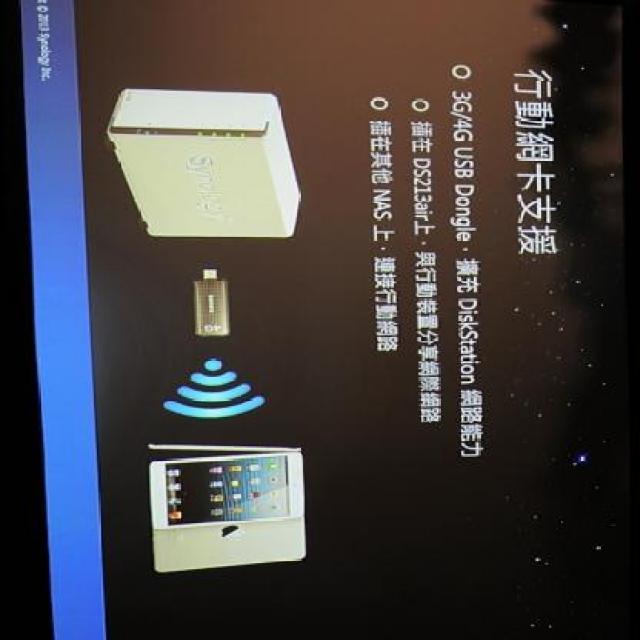 行動網卡支援
3G/4G USB Dongle，擴充 DiskStation 網路能力
插在 DS213air上，與行動裝置分享網際網路
插在其他 NAS 上，連接行動網路
Synology
4G
© 2013 Synology Inc.